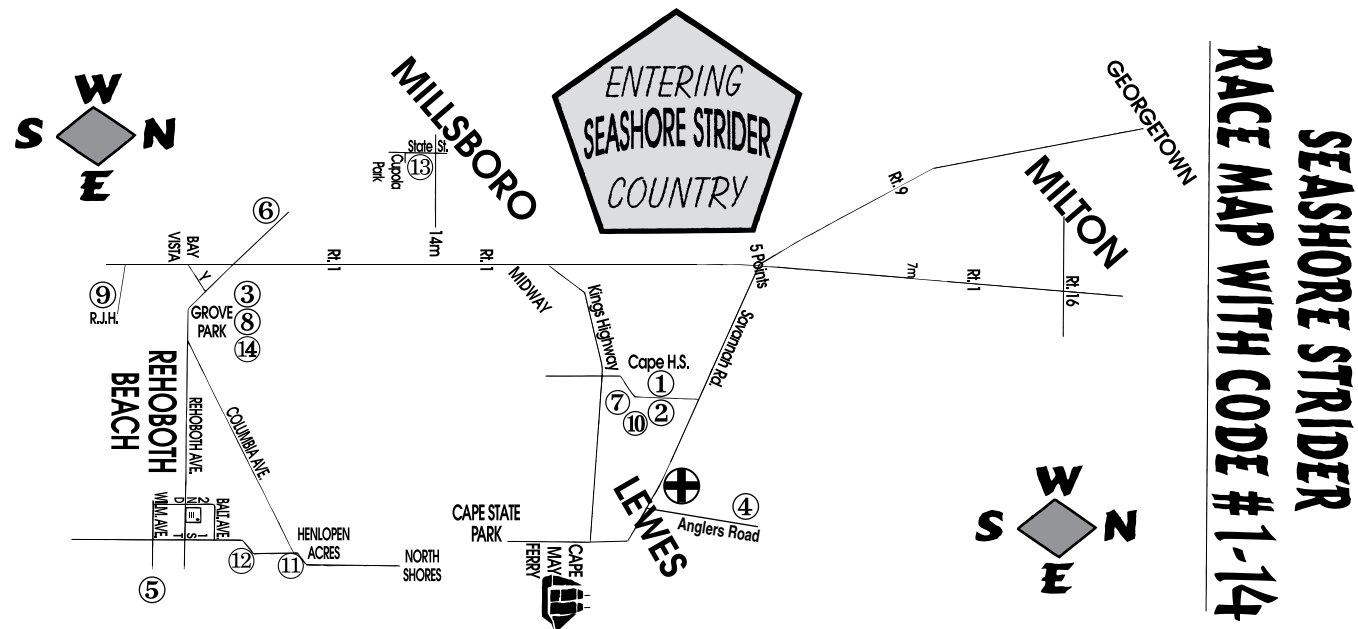 SEASHORE STRIDER
RACE MAP WITH CODE # 1-14
ENTERING
SEASHORE STRIDER
COUNTRY
W
S N
E
MILLSBORO
State St.
13
Cupola
Park
14m
GEORGETOWN
MILTON
Rt. 9
Rt. 16
7m
Rt. 1
5 Points
Rt. 1
Rt. 1
MIDWAY
6
BAY
VISTA
Y
9
R.J.H.
3
GROVE
PARK
8
14
Kings Highway
Savannah Rd.
Cape H.S.
1
7
2
10
REHOBOTH
BEACH
REHOBOTH AVE.
COLUMBIA AVE.
LEWES
4
Anglers Road
CAPE STATE
PARK
CAPE
MAY
FERRY
WILM. AVE.
2ND
1ST
BALT. AVE.
HENLOPEN
ACRES
NORTH
SHORES
12
11
5
W
S N
E